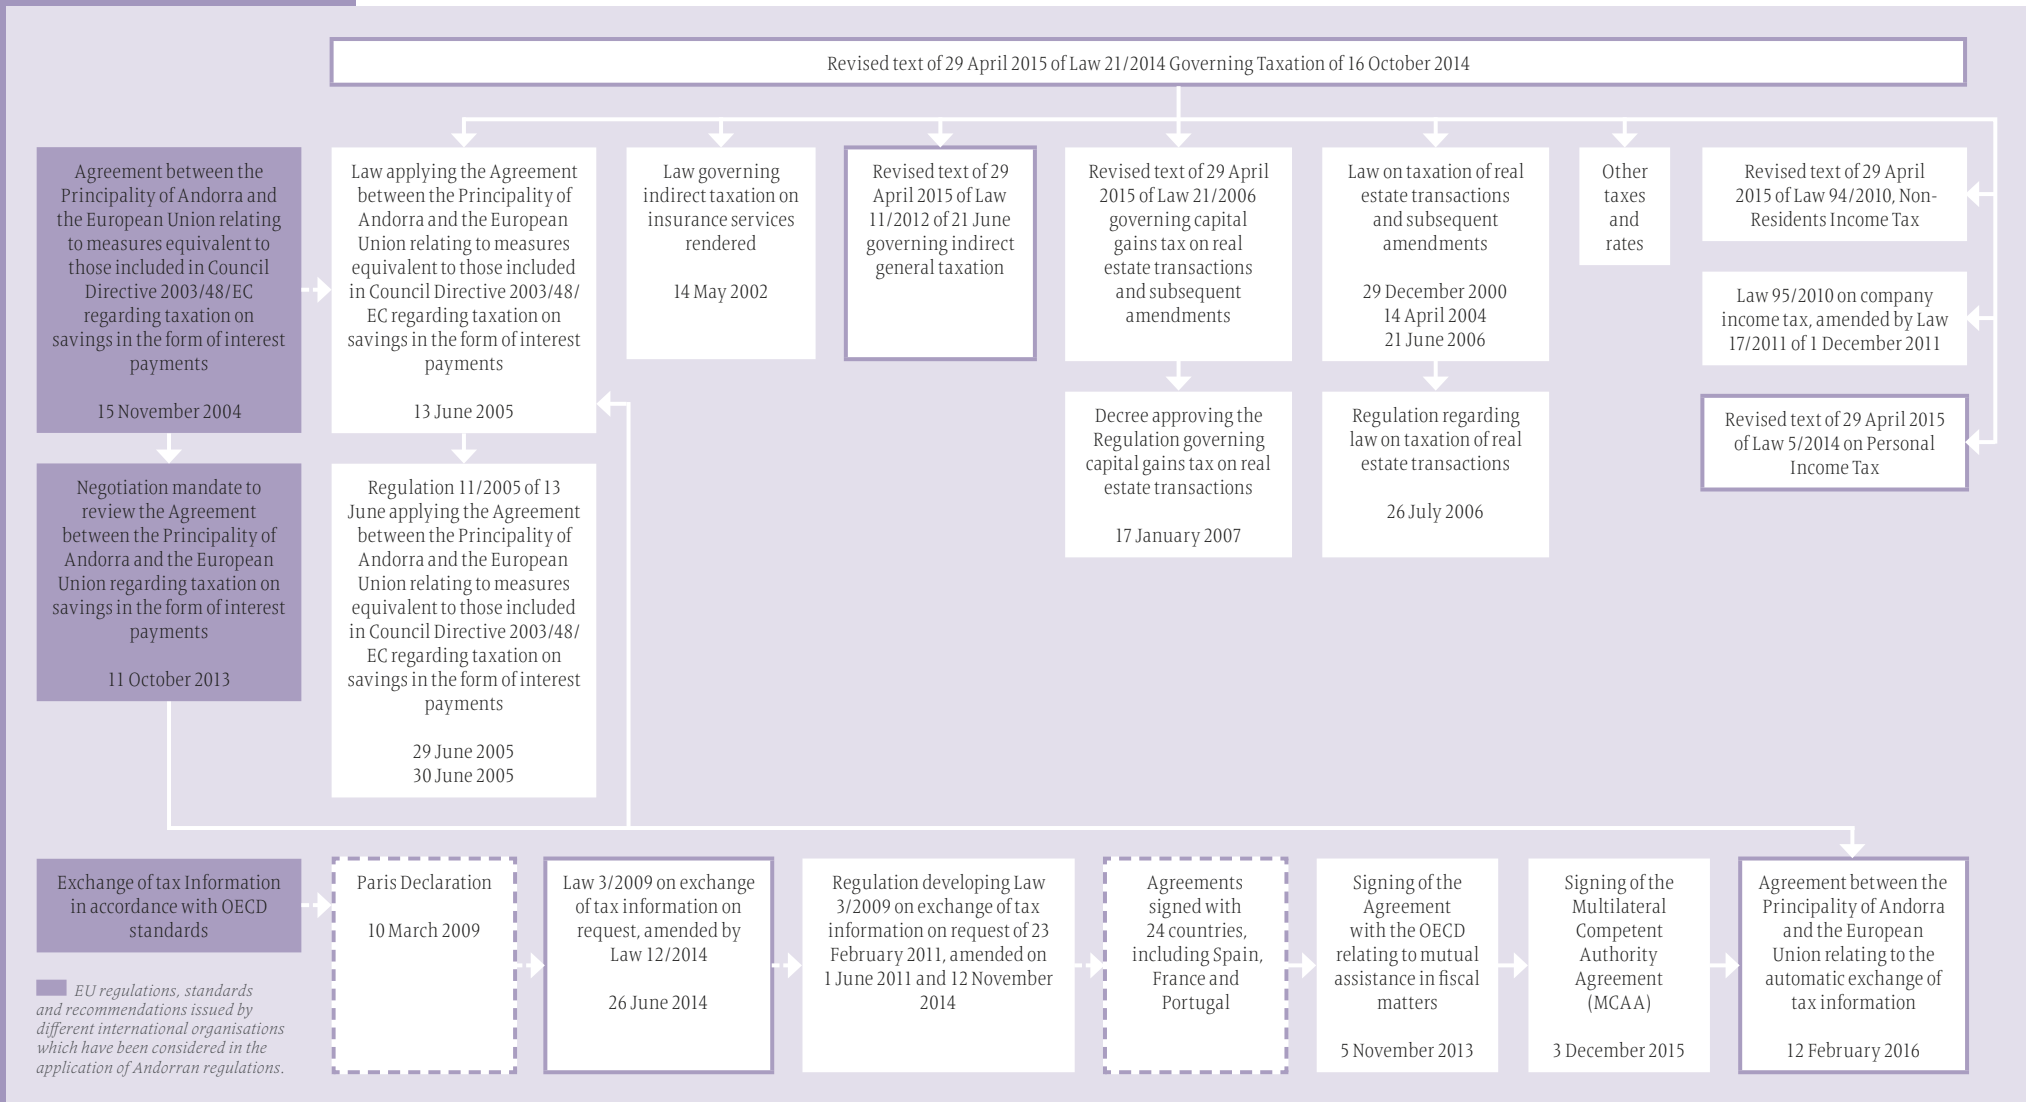 Revised text of 29 April 2015 of Law 21/2014 Governing Taxation of 16 October 2014
Agreement between the
Principality of Andorra and
the European Union relating
to measures equivalent to
those included in Council
Directive 2003/48/EC
regarding taxation on
savings in the form of interest
payments
15 November 2004
Law applying the Agreement
between the Principality of
Andorra and the European
Union relating to measures
equivalent to those included
in Council Directive 2003/48/
EC regarding taxation on
savings in the form of interest
payments
13 June 2005
Law governing
indirect taxation on
insurance services
rendered
14 May 2002
Revised text of 29
April 2015 of Law
11/2012 of 21 June
governing indirect
general taxation
Revised text of 29 April
2015 of Law 21/2006
governing capital
gains tax on real
estate transactions
and subsequent
amendments
Law on taxation of real
estate transactions
and subsequent
amendments
29 December 2000
14 April 2004
21 June 2006
Other
taxes
and
rates
Revised text of 29 April
2015 of Law 94/2010, Non-
Residents Income Tax
Law 95/2010 on company
income tax, amended by Law
17/2011 of 1 December 2011
Revised text of 29 April 2015
of Law 5/2014 on Personal
Income Tax
Decree approving the
Regulation governing
capital gains tax on real
estate transactions
17 January 2007
Regulation regarding
law on taxation of real
estate transactions
26 July 2006
Negotiation mandate to
review the Agreement
between the Principality of
Andorra and the European
Union regarding taxation on
savings in the form of interest
payments
11 October 2013
Regulation 11/2005 of 13
June applying the Agreement
between the Principality of
Andorra and the European
Union relating to measures
equivalent to those included
in Council Directive 2003/48/
EC regarding taxation on
savings in the form of interest
payments
29 June 2005
30 June 2005
Exchange of tax Information
in accordance with OECD
standards
Paris Declaration
10 March 2009
Law 3/2009 on exchange
of tax information on
request, amended by
Law 12/2014
26 June 2014
Regulation developing Law
3/2009 on exchange of tax
information on request of 23
February 2011, amended on
1 June 2011 and 12 November
2014
Agreements
signed with
24 countries,
including Spain,
France and
Portugal
Signing of the
Agreement
with the OECD
relating to mutual
assistance in fiscal
matters
5 November 2013
Signing of the
Multilateral
Competent
Authority
Agreement
(MCAA)
3 December 2015
Agreement between the
Principality of Andorra
and the European
Union relating to the
automatic exchange of
tax information
12 February 2016
EU regulations, standards
and recommendations issued by
different international organisations
which have been considered in the
application of Andorran regulations.